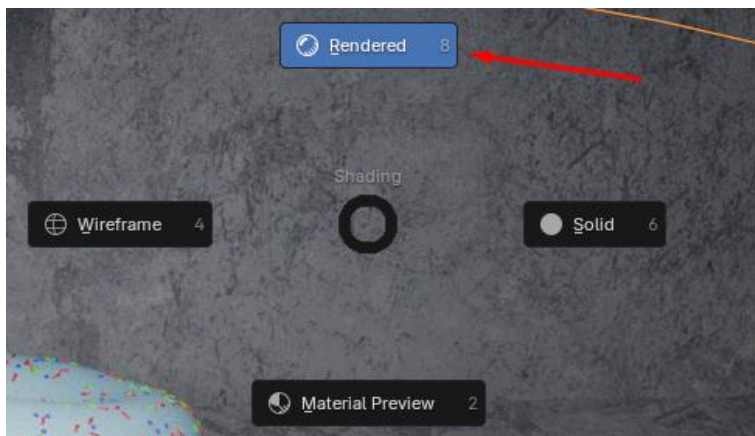 Rendered 8
Shading
Wireframe 4
Solid 6
Material Preview 2